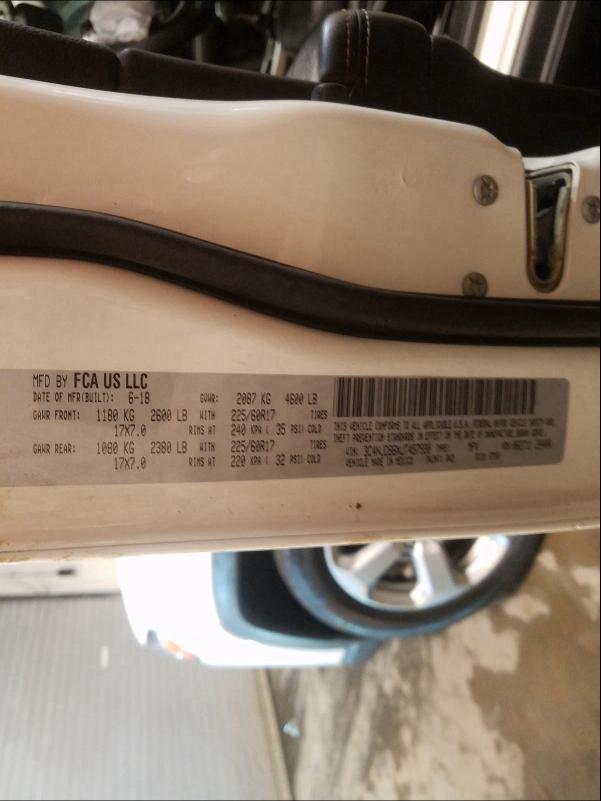 MFD BY FCA US LLC
DATE OF MFR(BUILT): 6-18 GVWR: 2087 KG 4600 LB
GAWR FRONT: 1180 KG 2600 LB WITH 225/60R17 TIRES
17X7.0 RIMS AT 240 KPA ( 35 PSI) COLD
GAWR REAR: 1080 KG 2380 LB WITH 225/60R17 TIRES
17X7.0 RIMS AT 220 KPA ( 32 PSI) COLD
THIS VEHICLE CONFORMS TO ALL APPLICABLE U.S.A. FEDERAL MOTOR VEHICLE SAFETY AND
THEFT PREVENTION STANDARDS IN EFFECT ON THE DATE OF MANUFACTURE SHOWN ABOVE.
VIN: TYPE: MPV
VEHICLE MADE IN MEXICO PAINT: